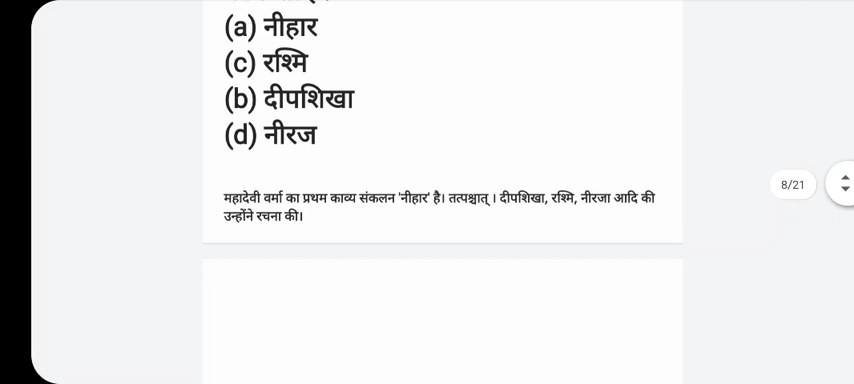 (a) नीहार
(c) रश्मि
(b) दीपशिखा
(d) नीरज
महादेवी वर्मा का प्रथम काव्य संकलन 'नीहार' है। तत्पश्चात् । दीपशिखा, रश्मि, नीरजा आदि की
उन्होंने रचना की।
8/21